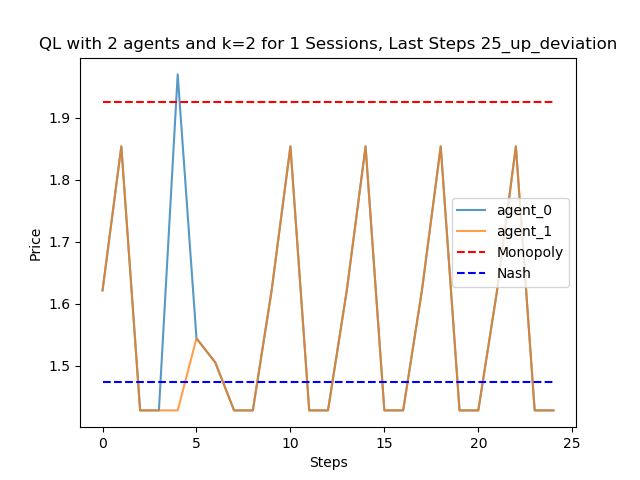 QL with 2 agents and k=2 for 1 Sessions, Last Steps 25_up_deviation
1.9
1.8
1.7
1.6
1.5
Price
agent_0
agent_1
Monopoly
Nash
0 5 10 15 20 25
Steps